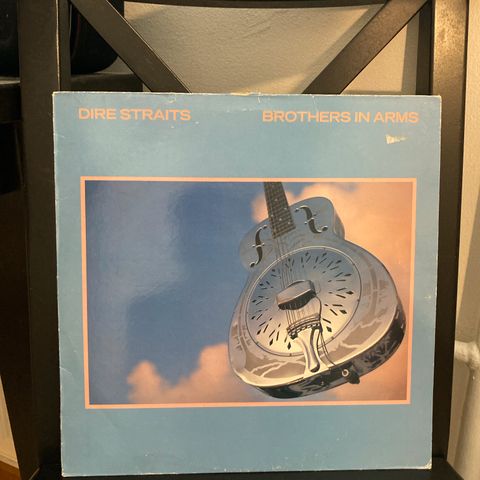 DIRE STRAITS BROTHERS IN ARMS